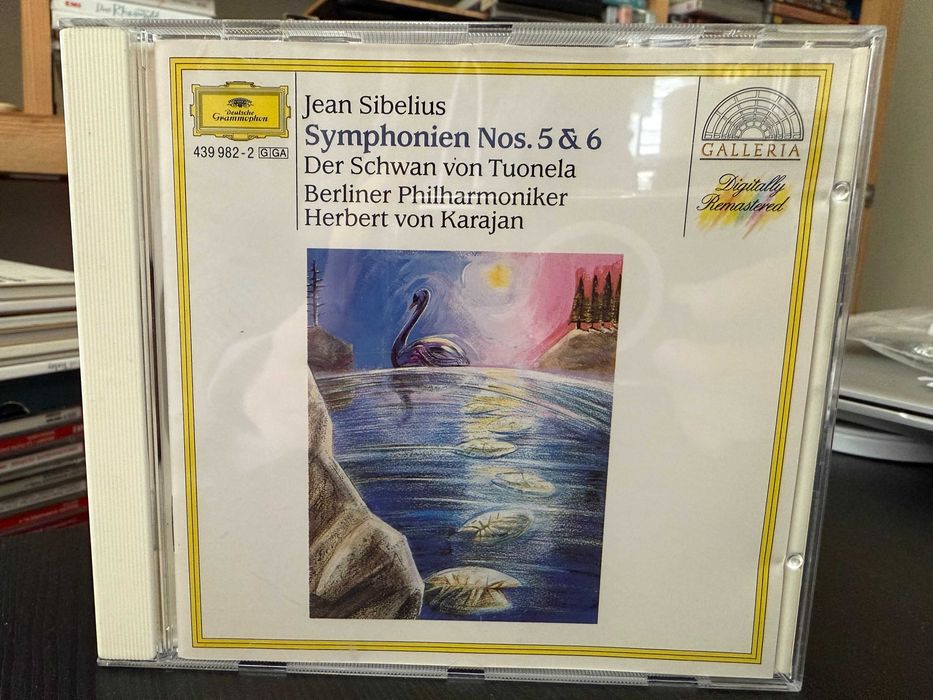 Deutsche
Grammophon
439 982-2 G GA
Jean Sibelius
Symphonien Nos. 5 & 6
Der Schwan von Tuonela
Berliner Philharmoniker
Herbert von Karajan
GALLERIA
Digitally
Remastered